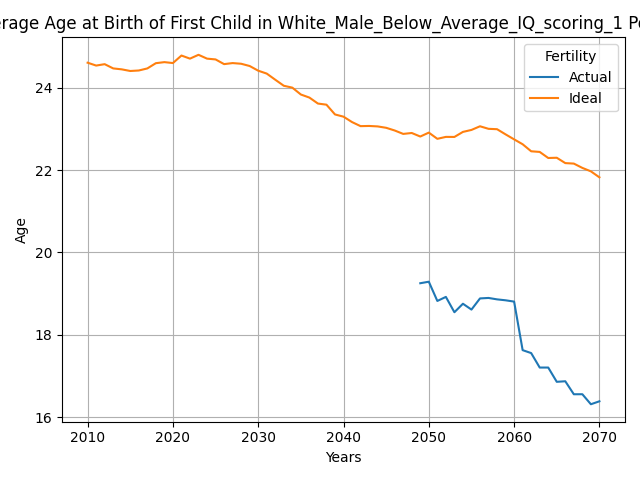 erage Age at Birth of First Child in White_Male_Below_Average_IQ_scoring_1 P
Fertility
Actual
Ideal
24
22
20
18
16
Age
2010
2020
2030
2040
2050
2060
2070
Years